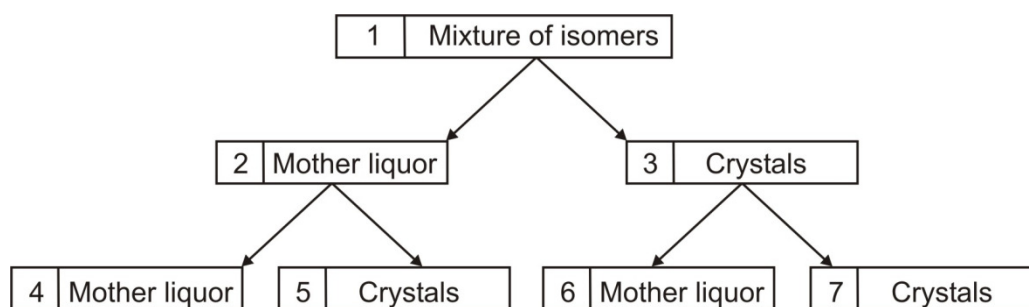 1 Mixture of isomers
2 Mother liquor
3 Crystals
4 Mother liquor
5 Crystals
6 Mother liquor
7 Crystals